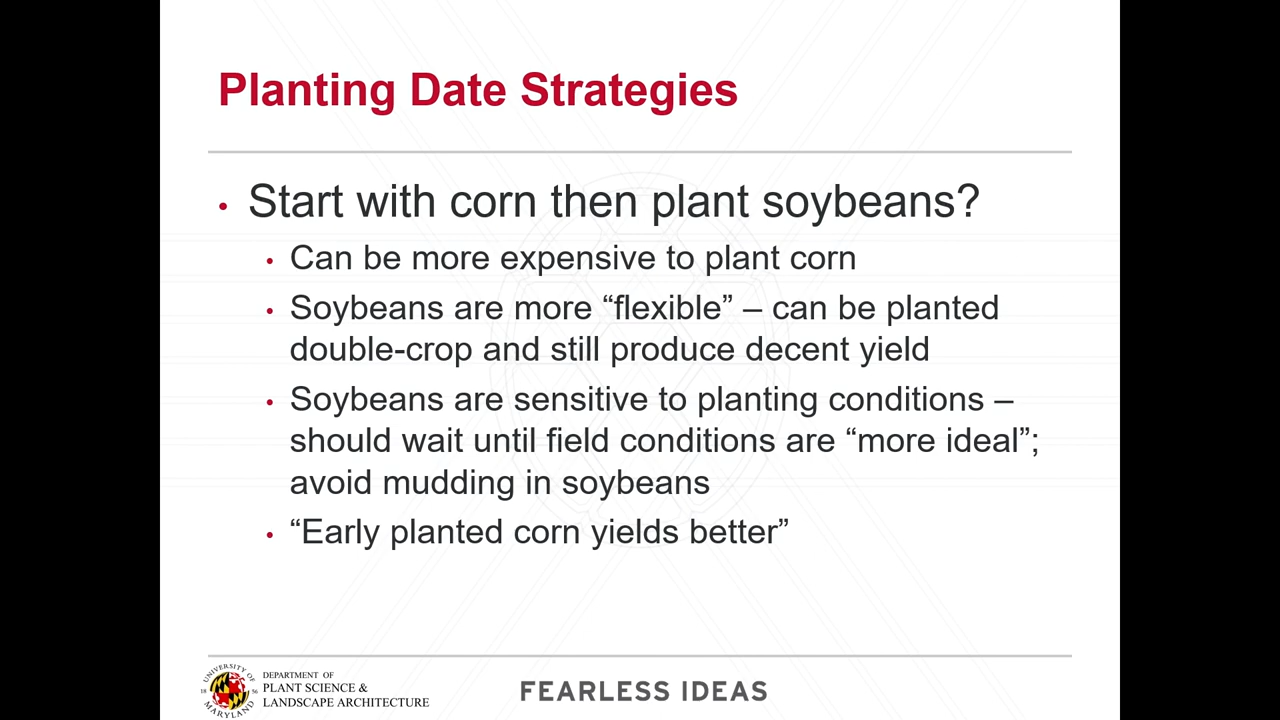 Planting Date Strategies
• Start with corn then plant soybeans?
• Can be more expensive to plant corn
• Soybeans are more “flexible” – can be planted
double-crop and still produce decent yield
• Soybeans are sensitive to planting conditions –
should wait until field conditions are “more ideal”;
avoid mudding in soybeans
• “Early planted corn yields better”
UNIVERSITY OF
18 56
MARYLAND
DEPARTMENT OF
PLANT SCIENCE &
LANDSCAPE ARCHITECTURE
FEARLESS IDEAS